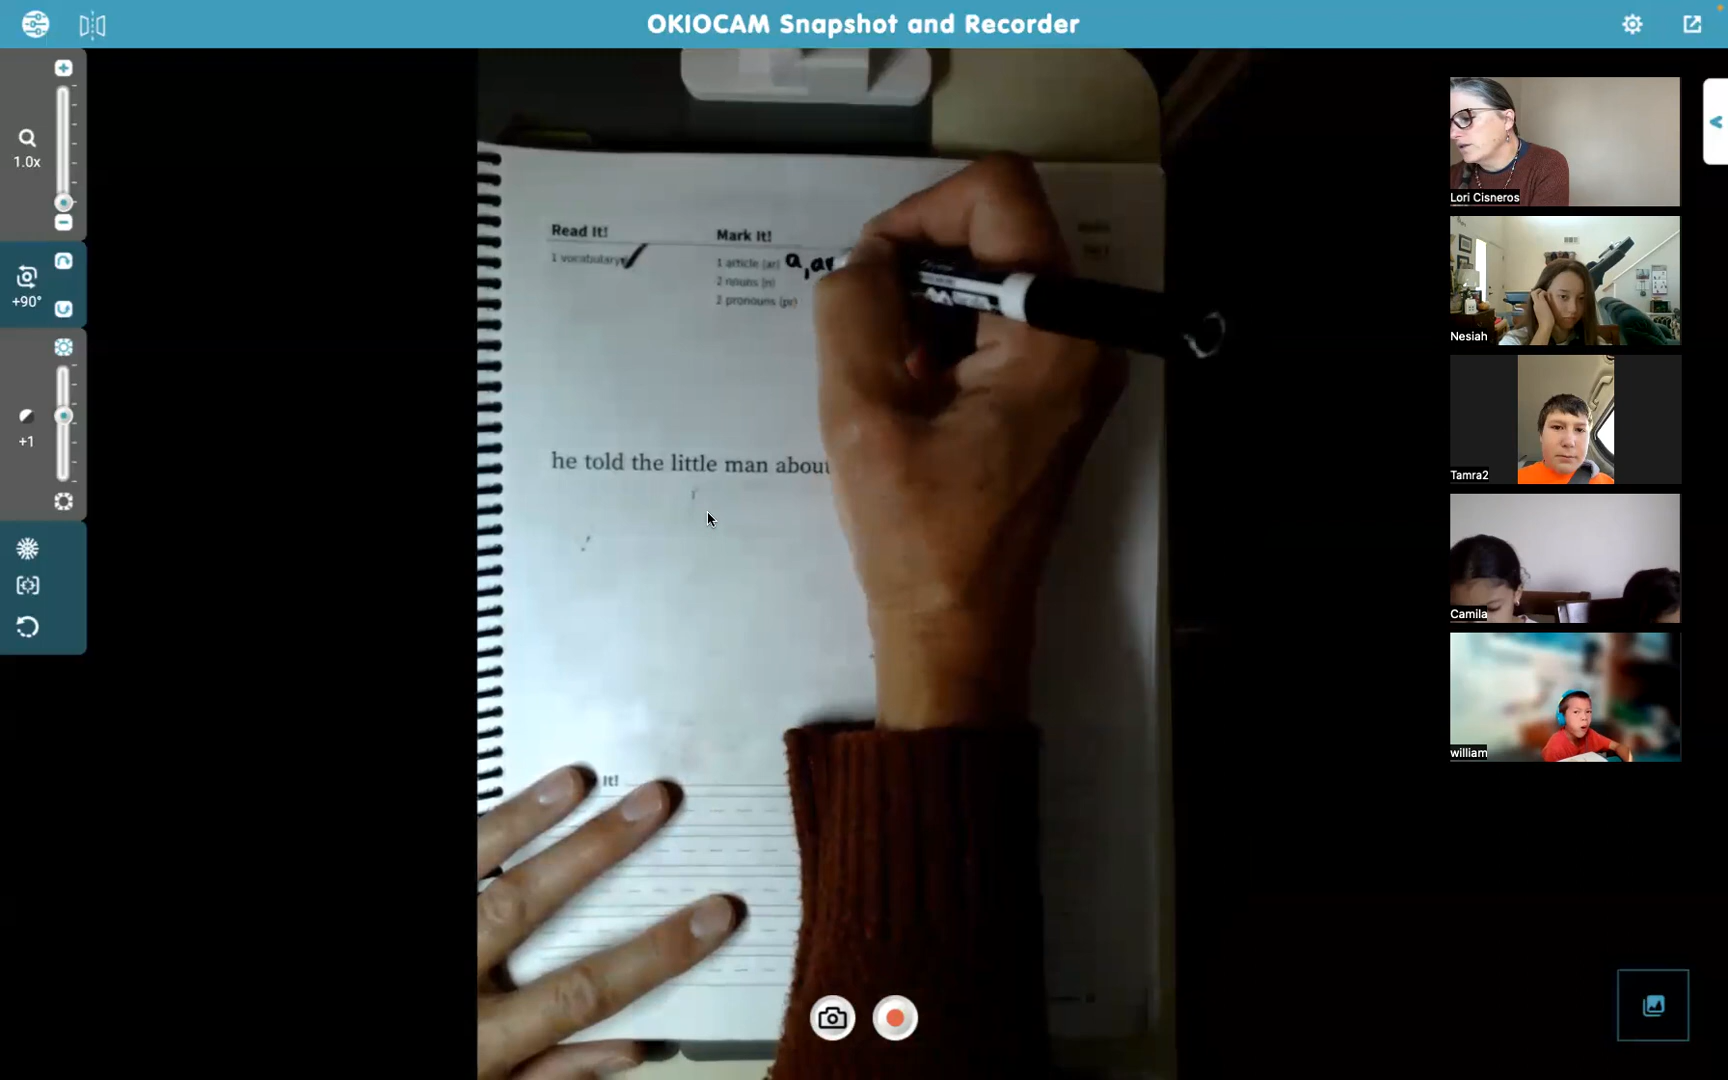 OKIOCAM Snapshot and Recorder
1.0x
+90°
+1
Read It!
Mark It!
1 vocabulary
1 article (ar) a, an
2 nouns (n)
2 pronouns (pr)
he told the little man about
It!
Lori Cisneros
Nesiah
Tamra2
Camila
william